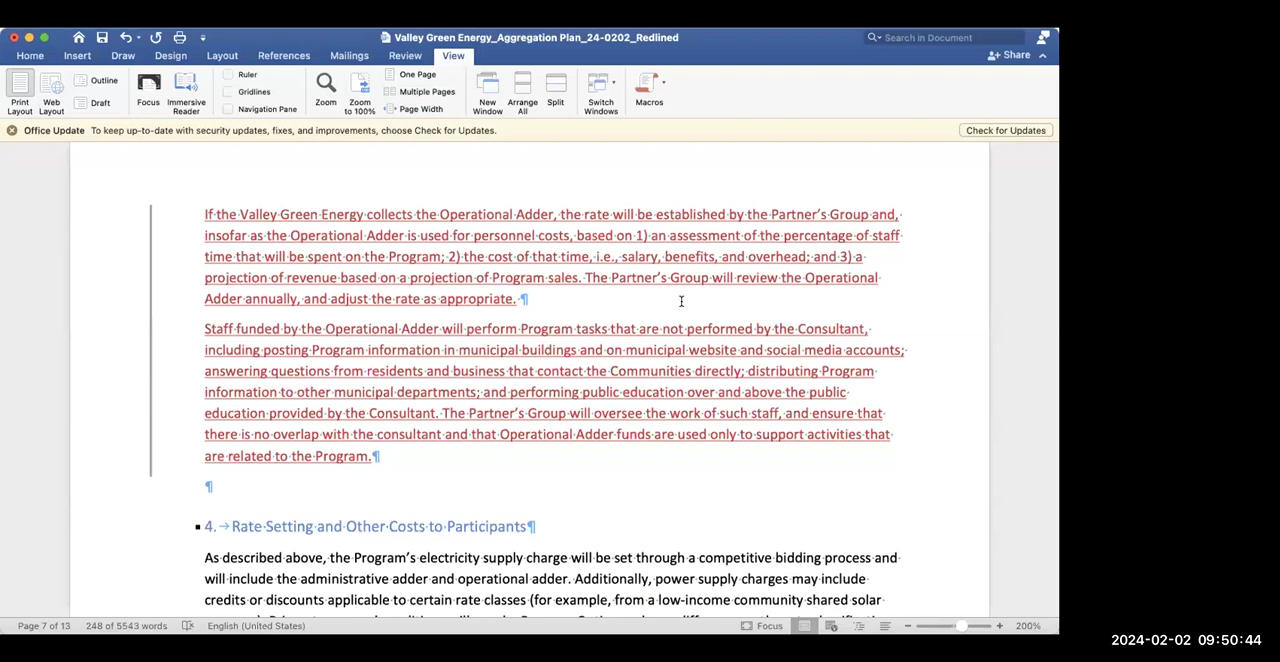 Valley Green Energy_Aggregation Plan_24-0202_Redlined
Search in Document
Home Insert Draw Design Layout References Mailings Review View
Share
Print Layout
Web Layout
Outline
Draft
Focus
Immersive Reader
Ruler
Gridlines
Navigation Pane
Zoom
Zoom to 100%
One Page
Multiple Pages
Page Width
New Window
Arrange All
Split
Switch Windows
Macros
Office Update To keep up-to-date with security updates, fixes, and improvements, choose Check for Updates.
Check for Updates
If the Valley Green Energy collects the Operational Adder, the rate will be established by the Partner's Group and,
insofar as the Operational Adder is used for personnel costs, based on 1) an assessment of the percentage of staff
time that will be spent on the Program; 2) the cost of that time, i.e., salary, benefits, and overhead; and 3) a
projection of revenue based on a projection of Program sales. The Partner's Group will review the Operational
Adder annually, and adjust the rate as appropriate. ¶
Staff funded by the Operational Adder will perform Program tasks that are not performed by the Consultant,
including posting Program information in municipal buildings and on municipal website and social media accounts;
answering questions from residents and business that contact the Communities directly; distributing Program
information to other municipal departments; and performing public education over and above the public
education provided by the Consultant. The Partner's Group will oversee the work of such staff, and ensure that
there is no overlap with the consultant and that Operational Adder funds are used only to support activities that
are related to the Program.¶
¶
4. → Rate Setting and Other Costs to Participants¶
As described above, the Program's electricity supply charge will be set through a competitive bidding process and
will include the administrative adder and operational adder. Additionally, power supply charges may include
credits or discounts applicable to certain rate classes (for example, from a low-income community shared solar
Page 7 of 13 248 of 5543 words English (United States) Focus 200%
2024-02-02 09:50:44